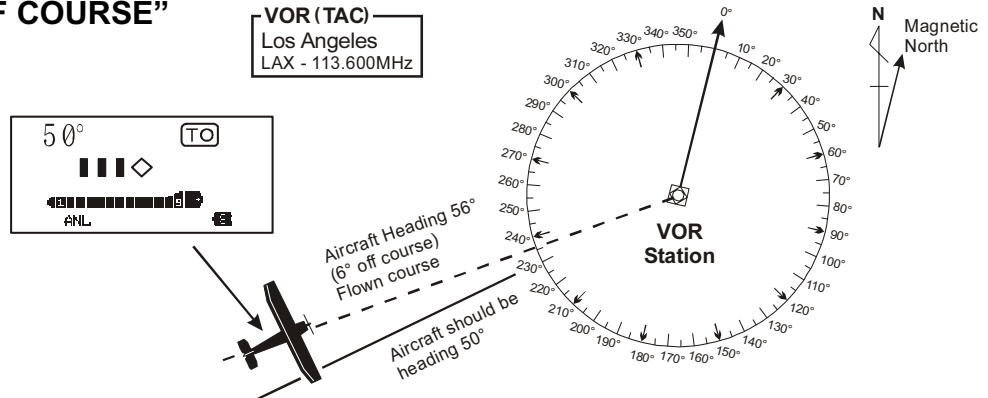 F COURSE”
VOR (TAC)
Los Angeles
LAX - 113.600MHz
50°
TO
ANL
Aircraft Heading 56°
(6° off course)
Flown course
Aircraft should be
heading 50°
VOR
Station
0°
10°
20°
30°
40°
50°
60°
70°
80°
90°
100°
110°
120°
130°
140°
150°
160°
170°
180°
190°
200°
210°
220°
230°
240°
250°
260°
270°
280°
290°
300°
310°
320°
330°
340°
350°
N
Magnetic
North